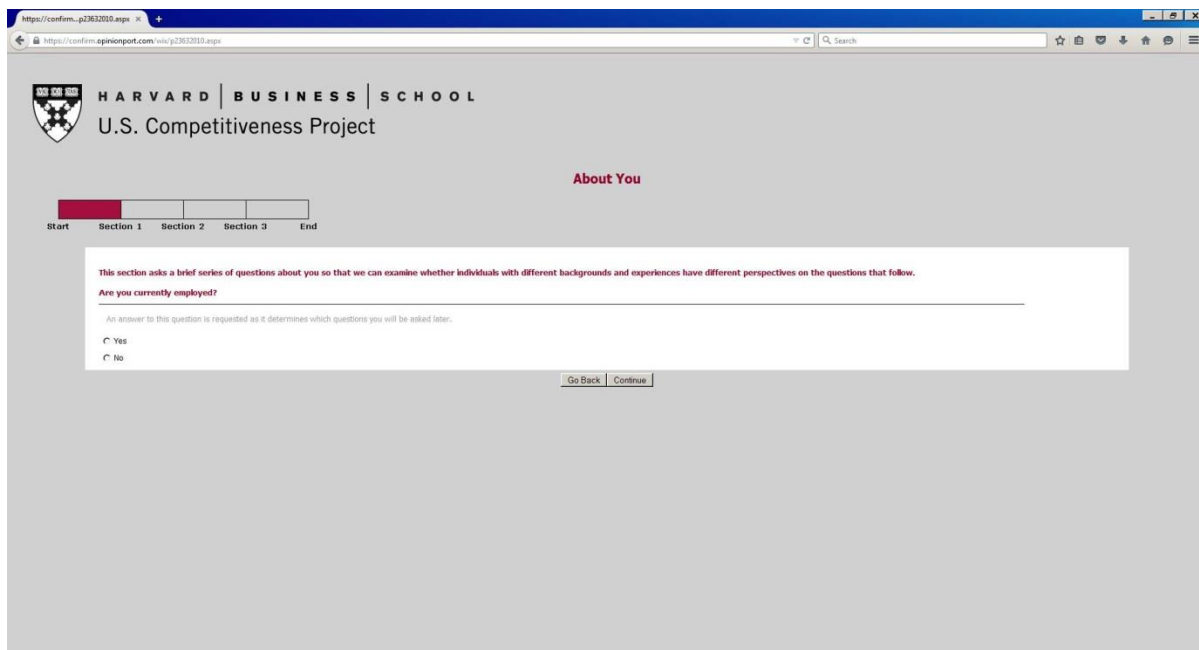 https://confirm...p23632010.aspx
https://confirm.opinionport.com/wix/p23632010.aspx
Search
HARVARD | BUSINESS | SCHOOL
U.S. Competitiveness Project
About You
Start Section 1 Section 2 Section 3 End
This section asks a brief series of questions about you so that we can examine whether individuals with different backgrounds and experiences have different perspectives on the questions that follow.
Are you currently employed?
An answer to this question is requested as it determines which questions you will be asked later.
Yes
No
Go Back Continue